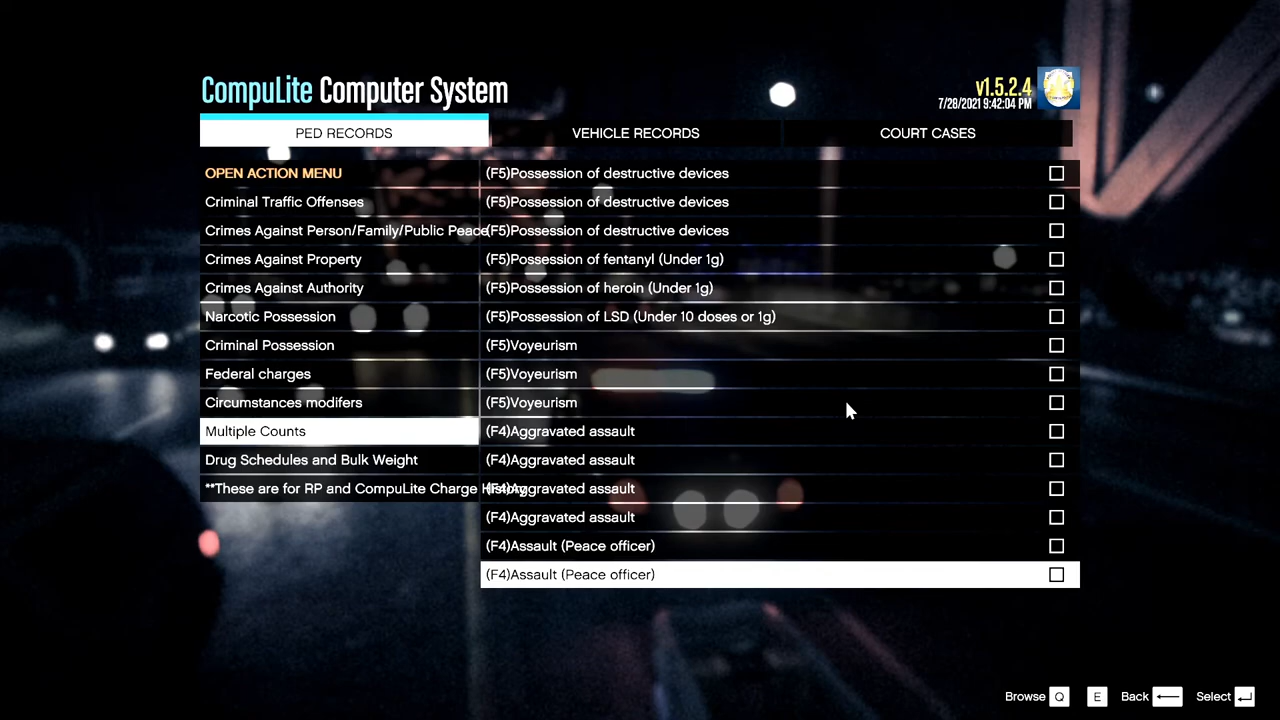 CompuLite Computer System
v1.5.2.4
7/28/2021 9:42:04 PM
PED RECORDS
VEHICLE RECORDS
COURT CASES
OPEN ACTION MENU
Criminal Traffic Offenses
Crimes Against Person/Family/Public Peace
Crimes Against Property
Crimes Against Authority
Narcotic Possession
Criminal Possession
Federal charges
Circumstances modifers
Multiple Counts
Drug Schedules and Bulk Weight
**These are for RP and CompuLite Charge History
(F5)Possession of destructive devices
(F5)Possession of destructive devices
(F5)Possession of destructive devices
(F5)Possession of fentanyl (Under 1g)
(F5)Possession of heroin (Under 1g)
(F5)Possession of LSD (Under 10 doses or 1g)
(F5)Voyeurism
(F5)Voyeurism
(F5)Voyeurism
(F4)Aggravated assault
(F4)Aggravated assault
(F4)Aggravated assault
(F4)Aggravated assault
(F4)Assault (Peace officer)
(F4)Assault (Peace officer)
Browse Q E Back Select